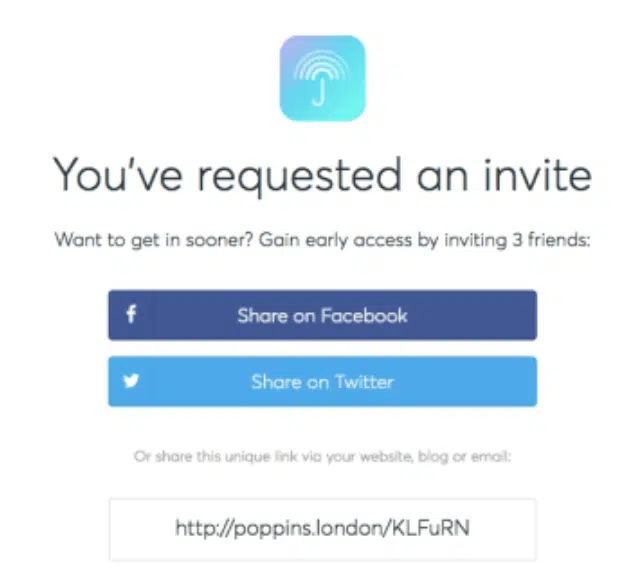 You've requested an invite
Want to get in sooner? Gain early access by inviting 3 friends:
Share on Facebook
Share on Twitter
Or share this unique link via your website, blog or email:
http://poppins.london/KLFuRN